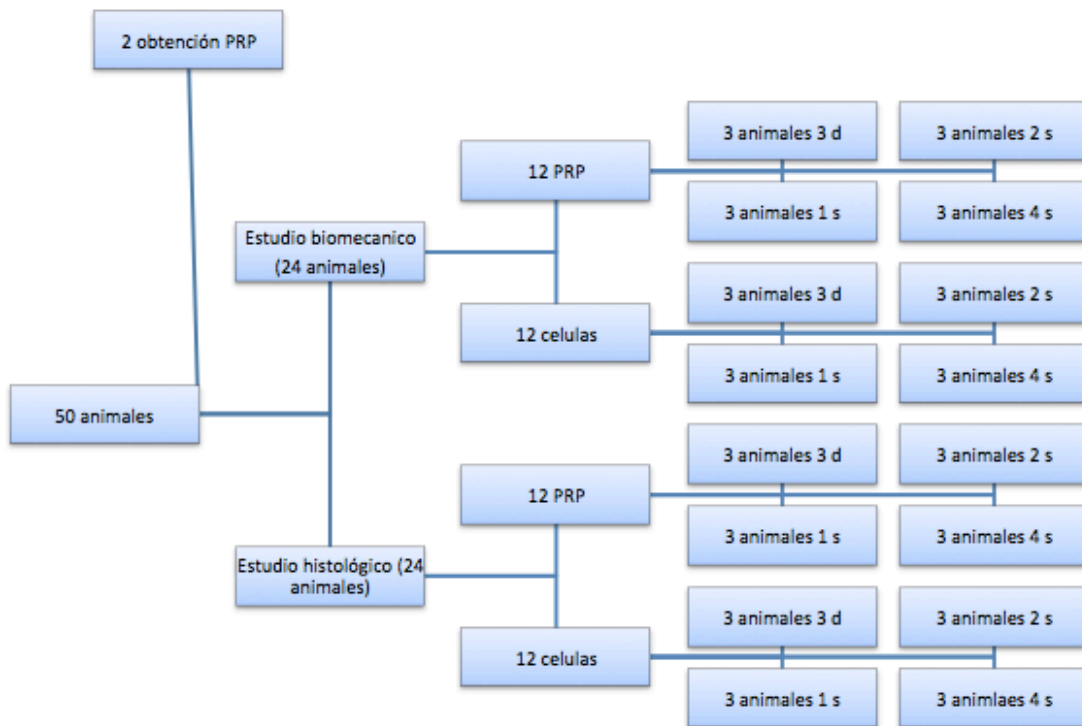 2 obtención PRP
3 animales 3 d
3 animales 2 s
12 PRP
3 animales 1 s
3 animales 4 s
Estudio biomecanico
(24 animales)
3 animales 3 d
3 animales 2 s
12 celulas
3 animales 1 s
3 animales 4 s
50 animales
3 animales 3 d
3 animales 2 s
12 PRP
3 animales 1 s
3 animales 4 s
Estudio histológico (24
animales)
3 animales 3 d
3 animales 2 s
12 celulas
3 animales 1 s
3 animlaes 4 s